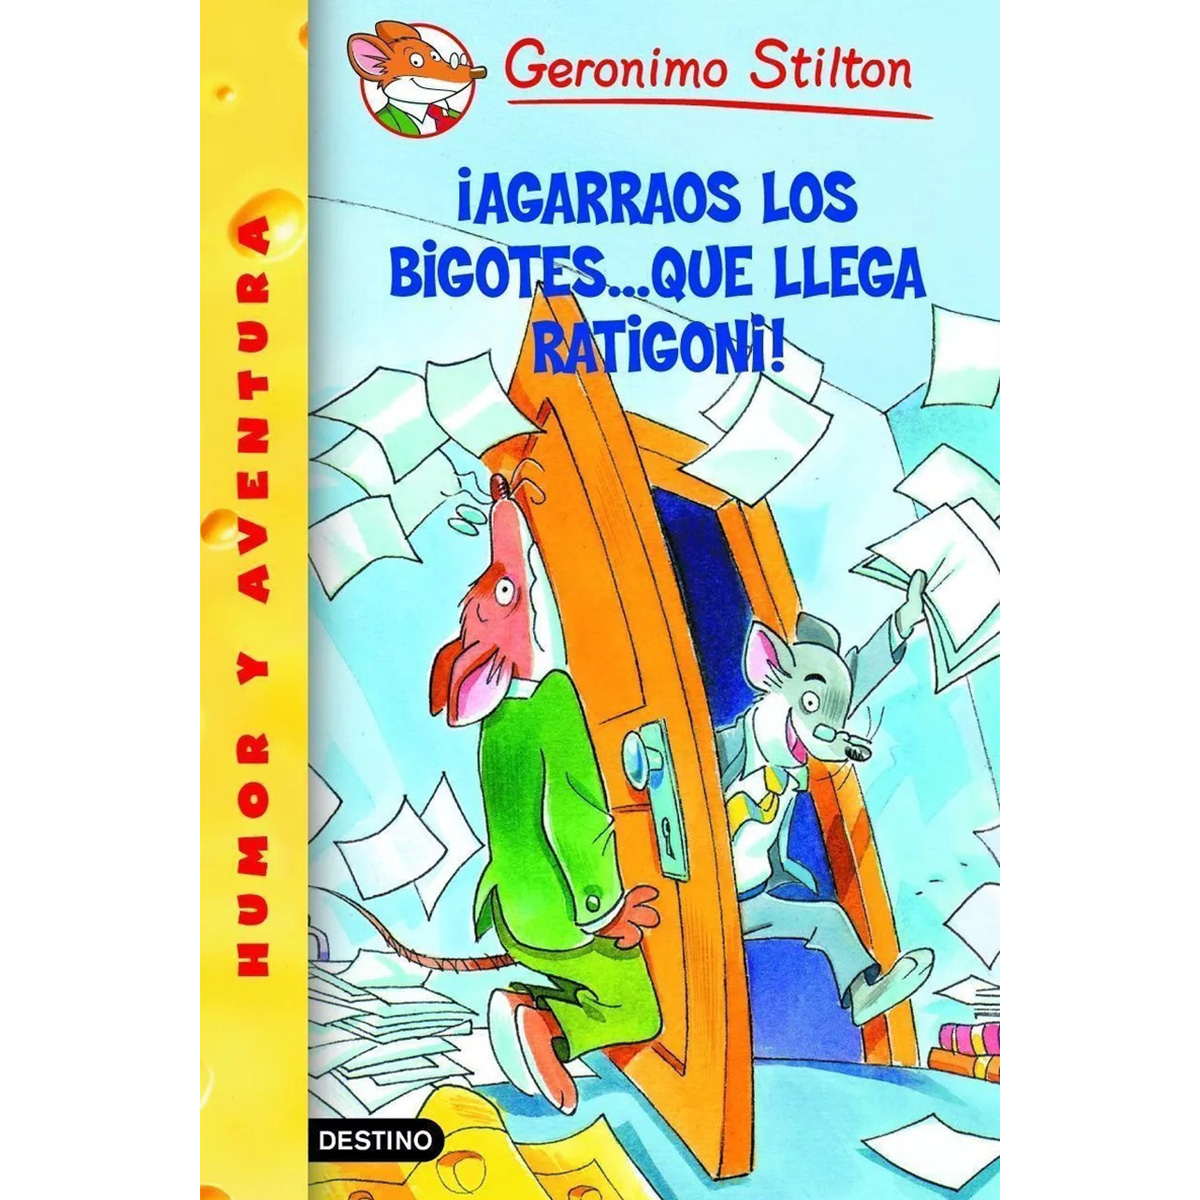 Geronimo Stilton
¡AGARRAOS LOS
BiGOTES...QUE LLEGA
RATiGONi!
HUMOR Y AVENTURA
DESTINO